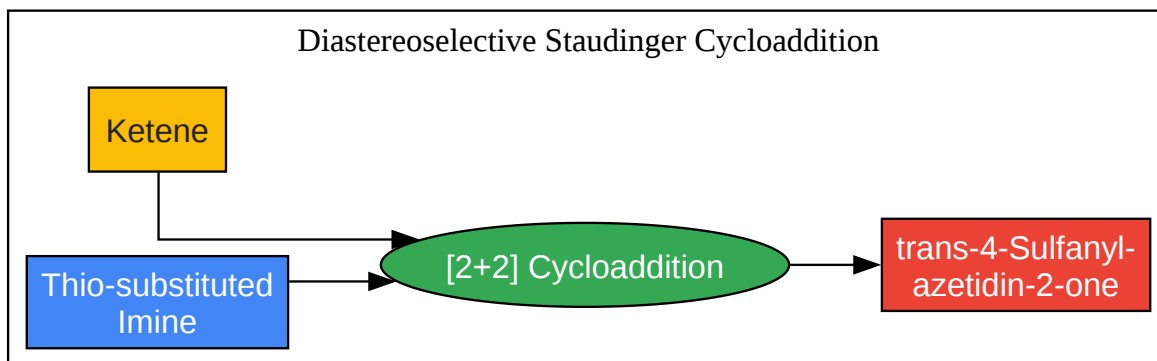 Diastereoselective Staudinger Cycloaddition
Ketene
Thio-substituted
Imine
[2+2] Cycloaddition
trans-4-Sulfanyl-
azetidin-2-one